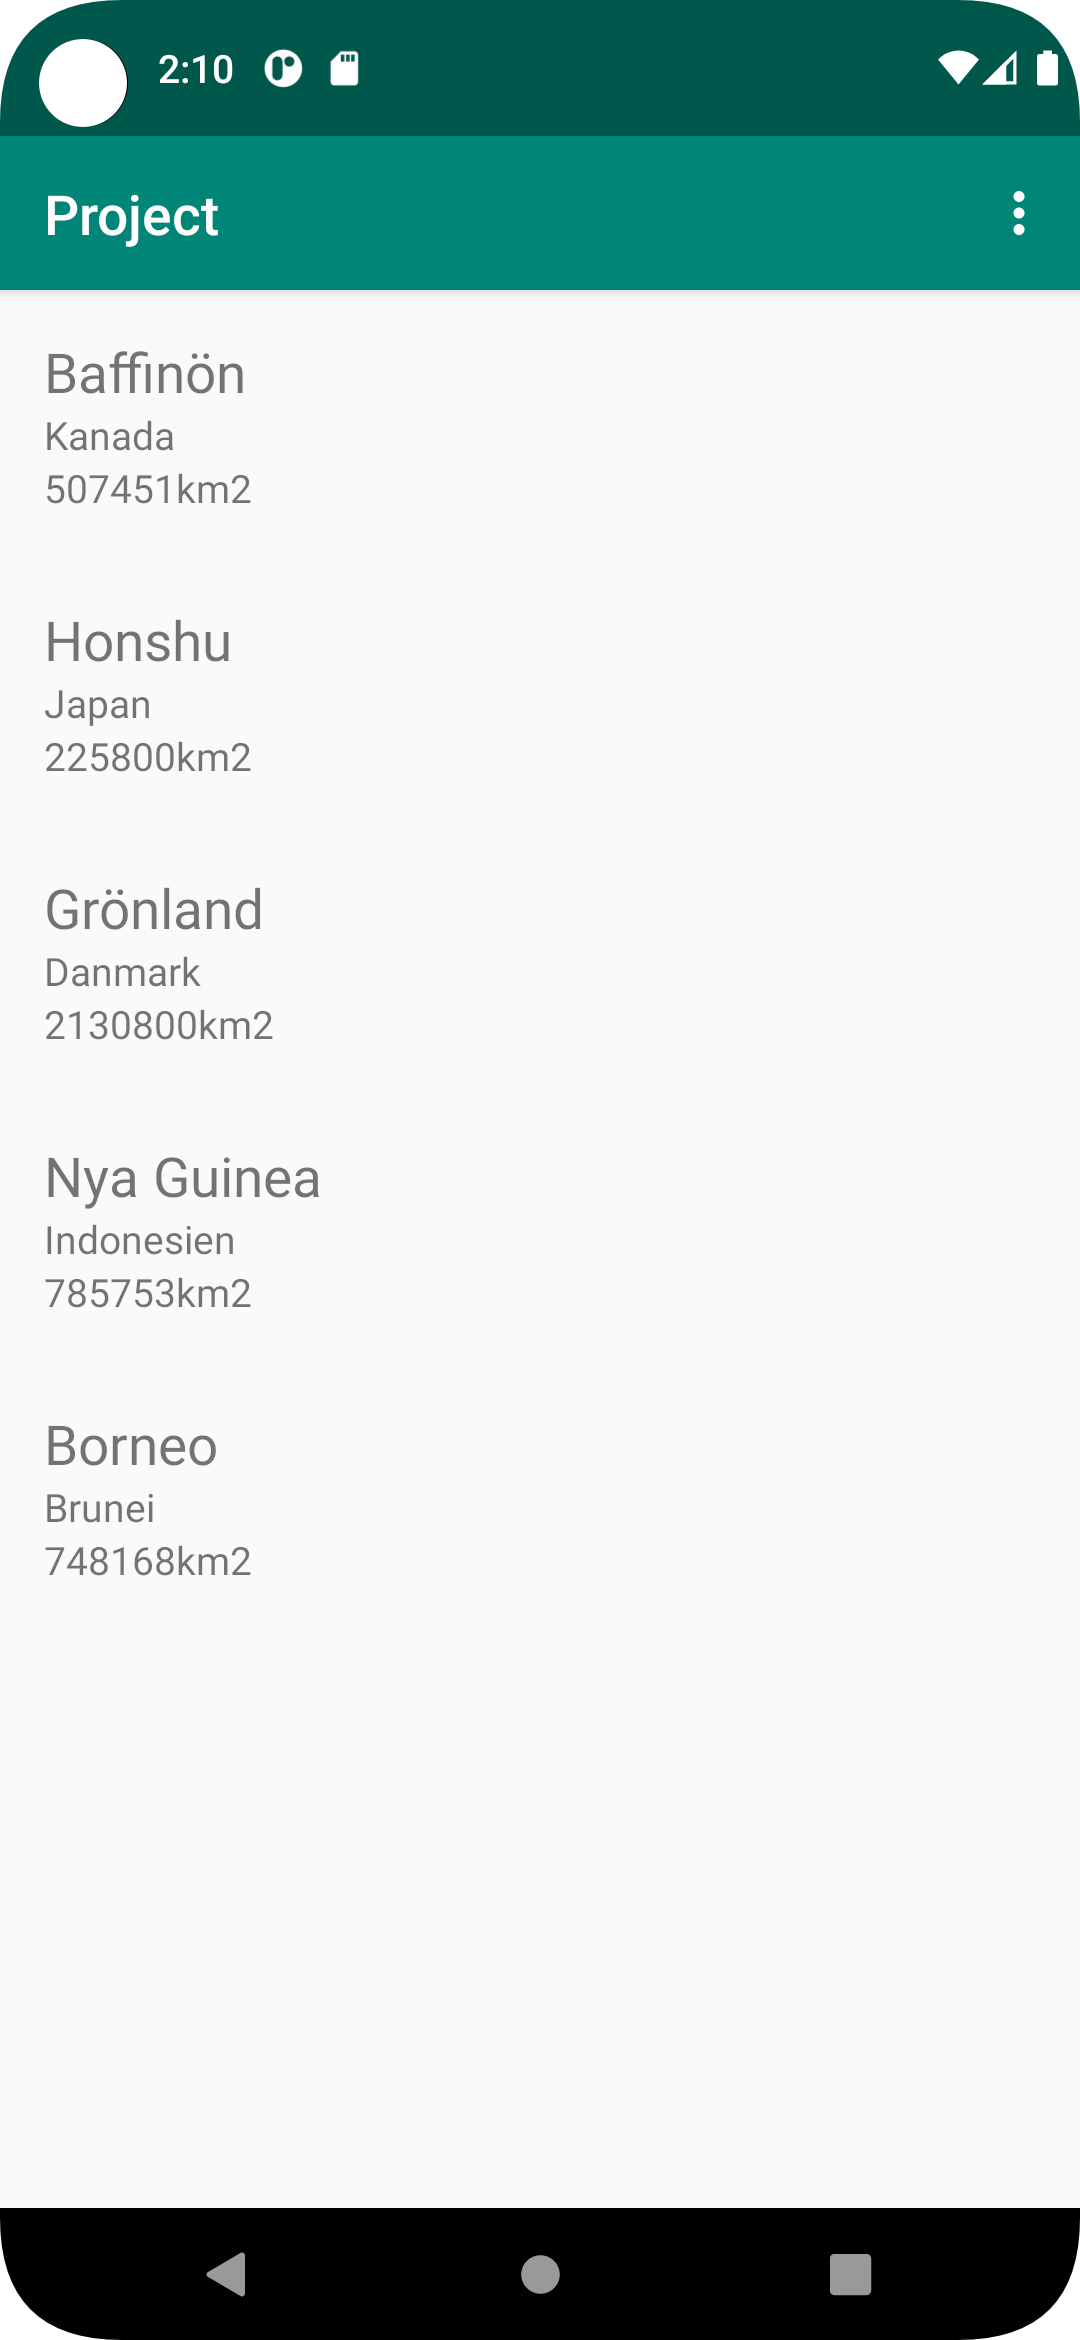 2:10
Project
Baffinön
Kanada
507451km2
Honshu
Japan
225800km2
Grönland
Danmark
2130800km2
Nya Guinea
Indonesien
785753km2
Borneo
Brunei
748168km2